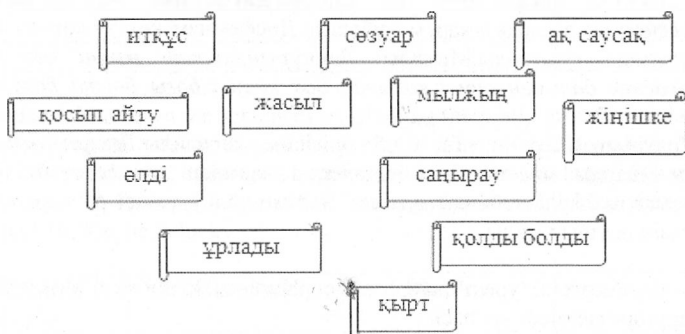 итқұс
сөзуар
ақ саусақ
қосып айту
жасыл
мылжың
жіңішке
өлді
саңырау
ұрлады
қолды болды
қырт